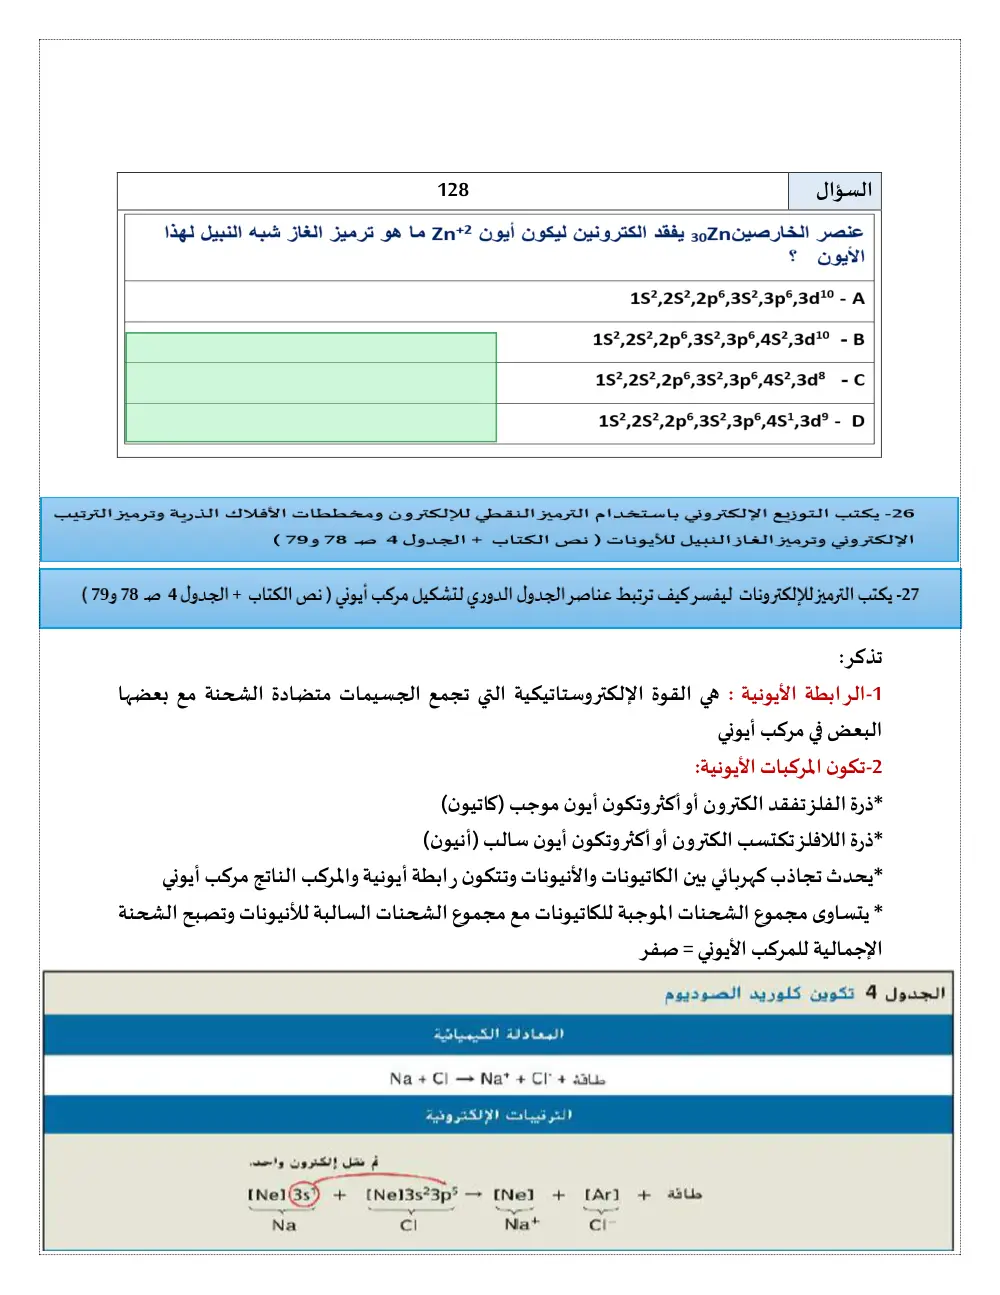 السؤال 128
عنصر الخارصين₃₀Zn يفقد الكترونين ليكون أيون Zn⁺² ما هو ترميز الغاز شبه النبيل لهذا
الأيون ؟
1S²,2S²,2p⁶,3S²,3p⁶,3d¹⁰ - A
1S²,2S²,2p⁶,3S²,3p⁶,4S²,3d¹⁰ - B
1S²,2S²,2p⁶,3S²,3p⁶,4S²,3d⁸ - C
1S²,2S²,2p⁶,3S²,3p⁶,4S¹,3d⁹ - D
26- يكتب التوزيع الإلكتروني باستخدام الترميز النقطي للإلكترون ومخططات الأفلاك الذرية وترميز الترتيب
الإلكتروني وترميز الغاز النبيل للأيونات ( نص الكتاب + الجدول 4 صـ 78 و79 )
27- يكتب الترميز للإلكترونات ليفسر كيف ترتبط عناصر الجدول الدوري لتشكيل مركب أيوني ( نص الكتاب + الجدول 4 صـ 78 و79 )
تذكر:
1-الرابطة الأيونية : هي القوة الإلكتروستاتيكية التي تجمع الجسيمات متضادة الشحنة مع بعضها
البعض في مركب أيوني
2-تكون المركبات الأيونية:
*ذرة الفلز تفقد الكترون أو أكثر وتكون أيون موجب (كاتيون)
*ذرة اللافلز تكتسب الكترون أو أكثر وتكون أيون سالب (أنيون)
*يحدث تجاذب كهربائي بين الكاتيونات والأنيونات وتتكون رابطة أيونية والمركب الناتج مركب أيوني
* يتساوى مجموع الشحنات الموجبة للكاتيونات مع مجموع الشحنات السالبة للأنيونات وتصبح الشحنة
الإجمالية للمركب الأيوني = صفر
الجدول 4 تكوين كلوريد الصوديوم
المعادلة الكيميائية
Na + Cl → Na⁺ + Cl⁻ + طاقة
الترتيبات الإلكترونية
تم نقل إلكترون واحد.
[Ne]3s¹ + [Ne]3s²3p⁵ → [Ne] + [Ar] + طاقة
Na Cl Na⁺ Cl⁻